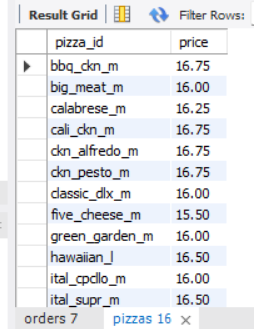 Result Grid Filter Rows:
pizza_id price
bbq_ckn_m 16.75
big_meat_m 16.00
calabrese_m 16.25
cali_ckn_m 16.75
ckn_alfredo_m 16.75
ckn_pesto_m 16.75
classic_dlx_m 16.00
five_cheese_m 15.50
green_garden_m 16.00
hawaiian_l 16.50
ital_cpcllo_m 16.00
ital_supr_m 16.50
orders 7 pizzas 16